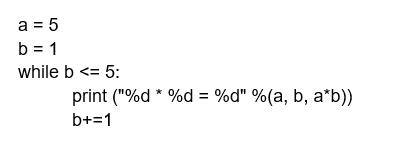 a = 5
b = 1
while b <= 5:
print ("%d * %d = %d" %(a, b, a*b))
b+=1